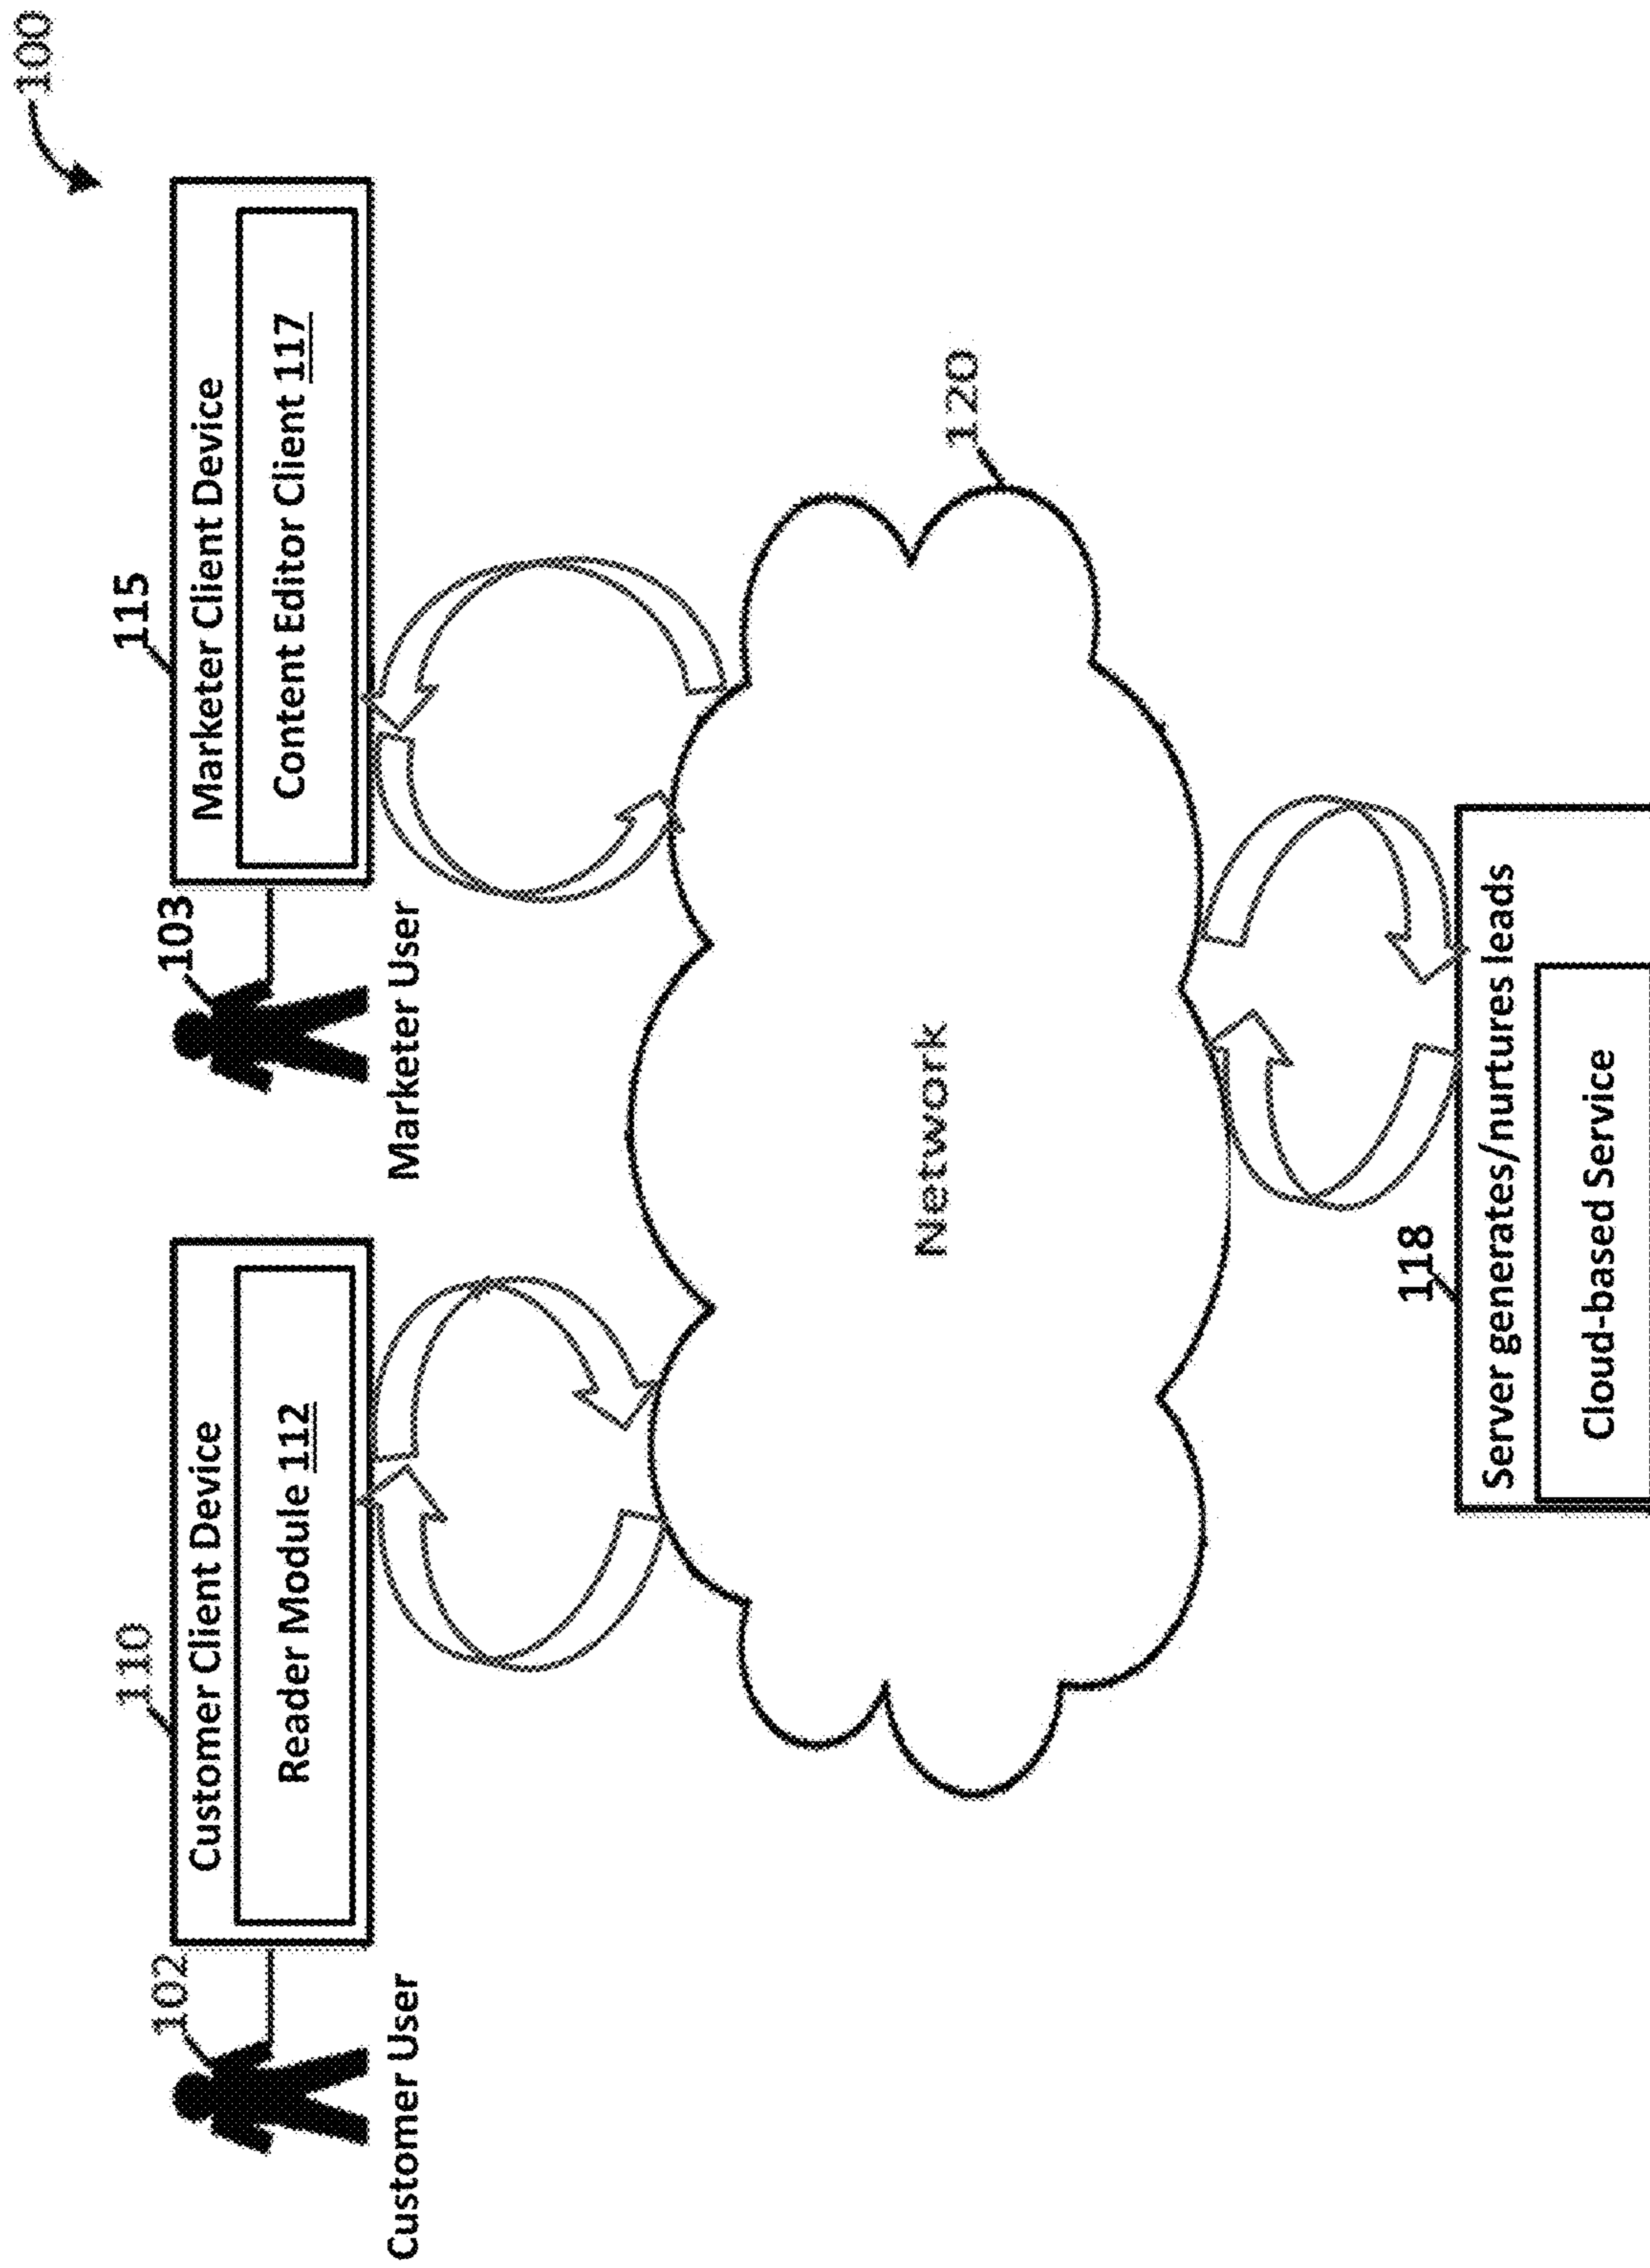 100
110
Customer Client Device
Reader Module 112
102
Customer User
115
Marketer Client Device
Content Editor Client 117
103
Marketer User
120
Network
118
Server generates/nurtures leads
Cloud-based Service